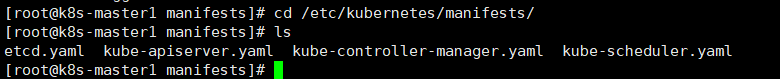 [root@k8s-master1 manifests]# cd /etc/kubernetes/manifests/
[root@k8s-master1 manifests]# ls
etcd.yaml  kube-apiserver.yaml  kube-controller-manager.yaml  kube-scheduler.yaml
[root@k8s-master1 manifests]#